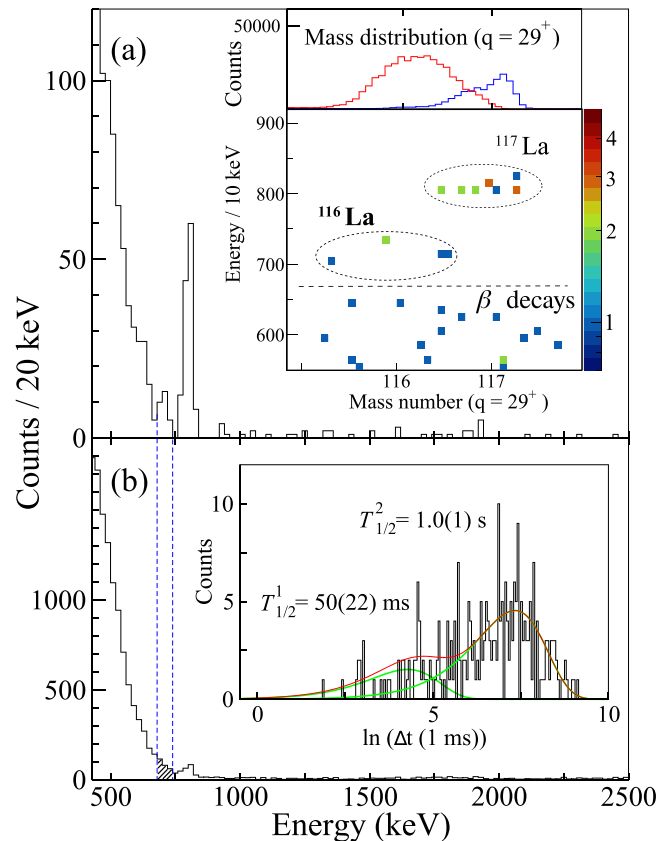 (a)
100
50
0
Counts / 20 keV
50000
Counts
Mass distribution (q = 29⁺)
900
800
700
600
Energy / 10 keV
¹¹⁷La
¹¹⁶La
β decays
116
117
Mass number (q = 29⁺)
4
3
2
1
(b)
1000
500
0
10
5
0
Counts
T²₁/₂ = 1.0(1) s
T¹₁/₂ = 50(22) ms
0
5
10
ln (Δt (1 ms))
500
1000
1500
2000
2500
Energy (keV)